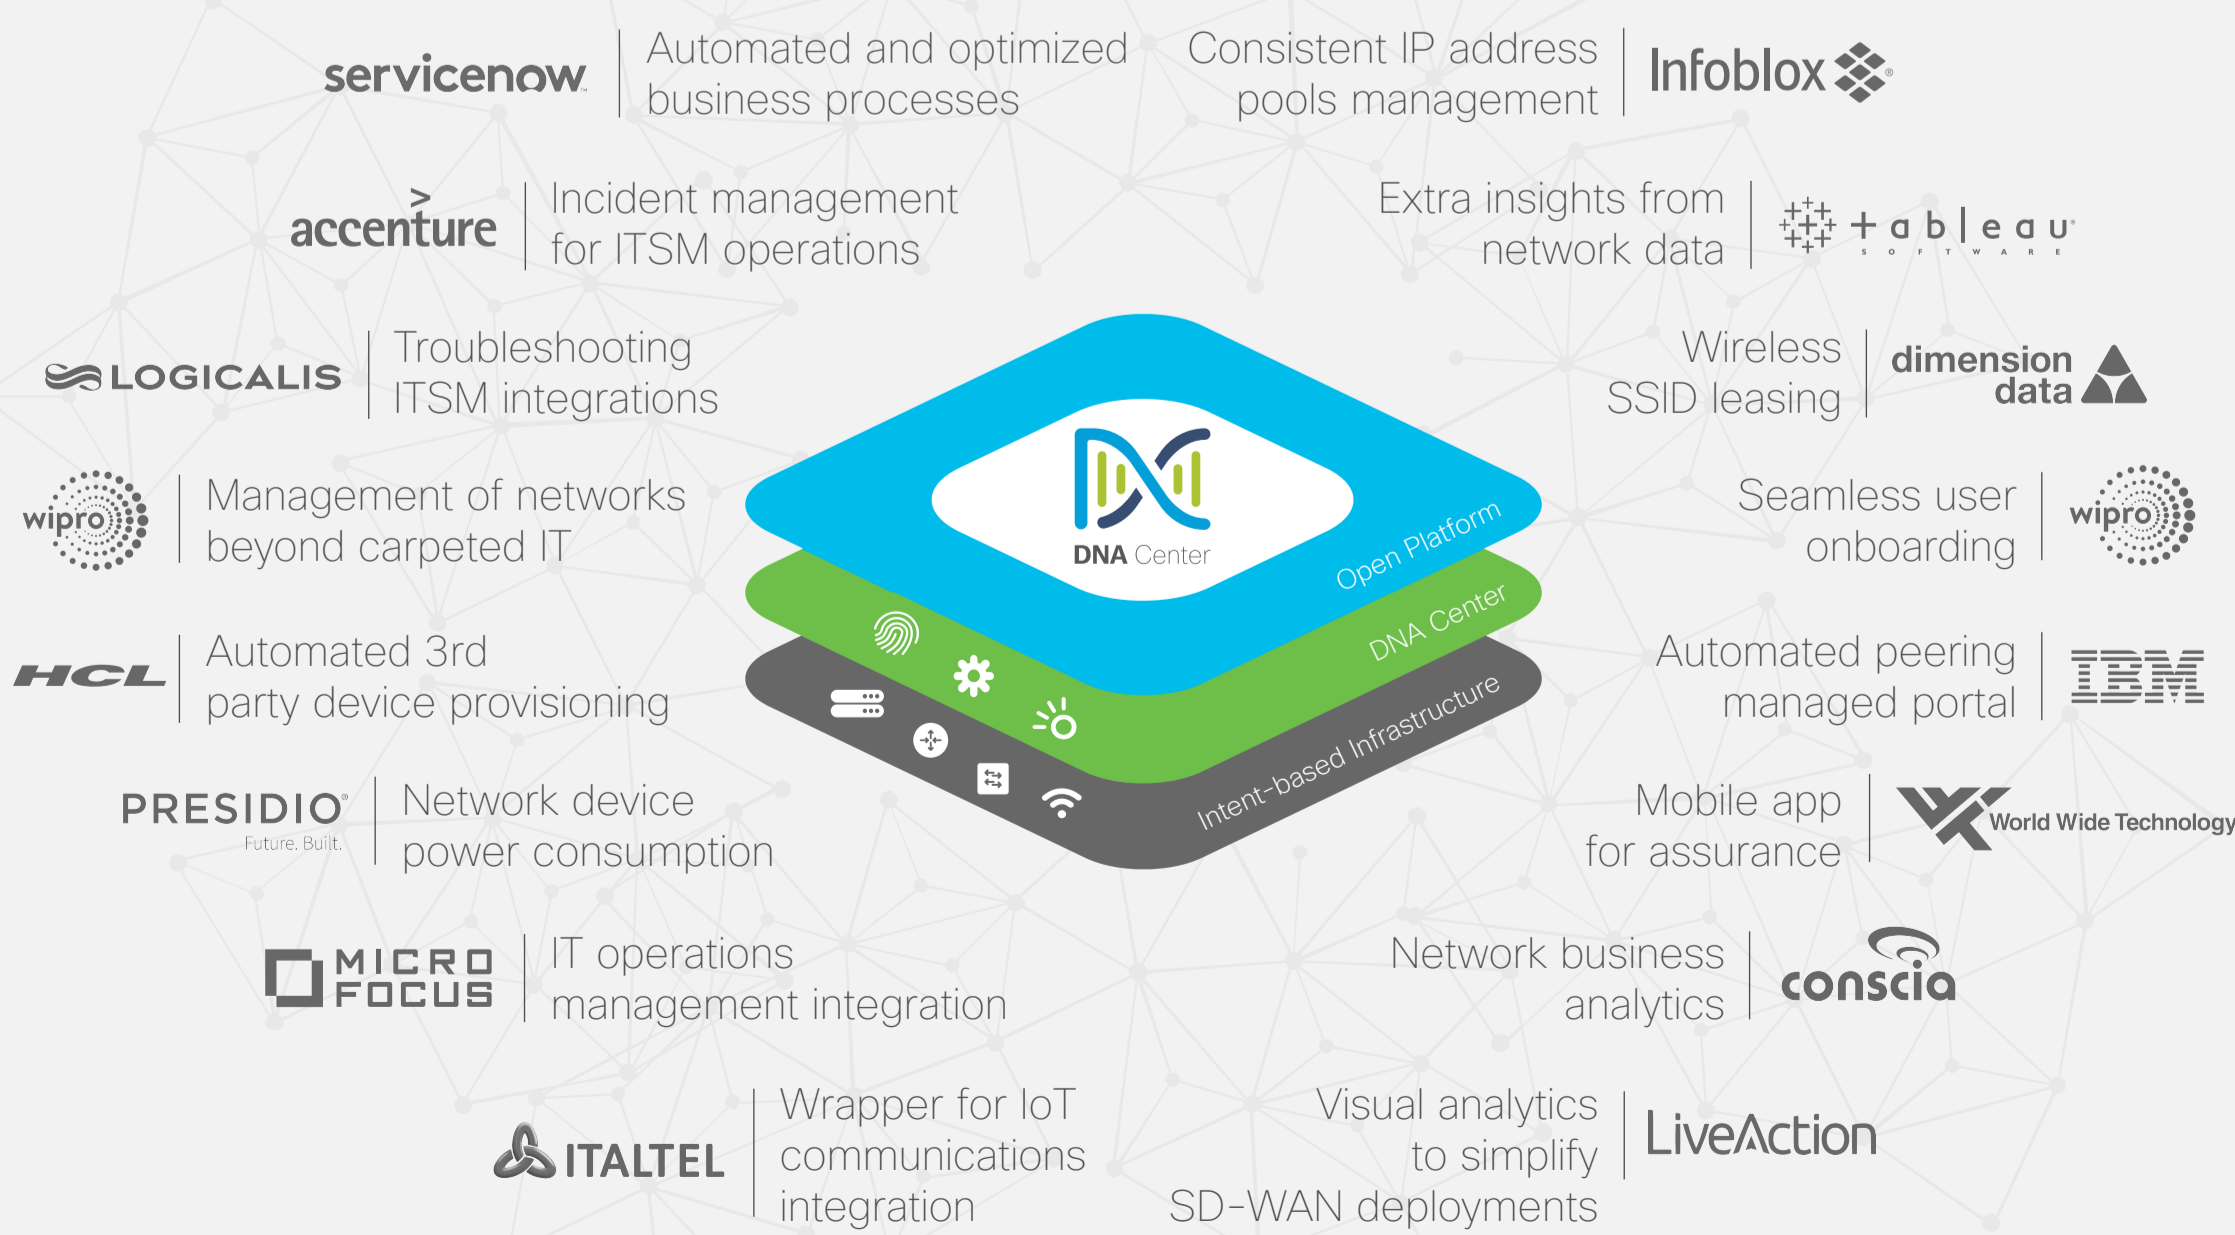 servicenow
Automated and optimized
business processes
Consistent IP address
pools management
Infoblox
accenture
Incident management
for ITSM operations
Extra insights from
network data
+ableau
SOFTWARE
LOGICALIS
Troubleshooting
ITSM integrations
Wireless
SSID leasing
dimension
data
wipro
Management of networks
beyond carpeted IT
Seamless user
onboarding
wipro
HCL
Automated 3rd
party device provisioning
Automated peering
managed portal
IBM
PRESIDIO®
Future. Built.
Network device
power consumption
Mobile app
for assurance
World Wide Technology
MICRO
FOCUS
IT operations
management integration
Network business
analytics
conscia
ITALTEL
Wrapper for IoT
communications
integration
Visual analytics
to simplify
SD-WAN deployments
LiveAction
DNA Center
Open Platform
DNA Center
Intent-based Infrastructure